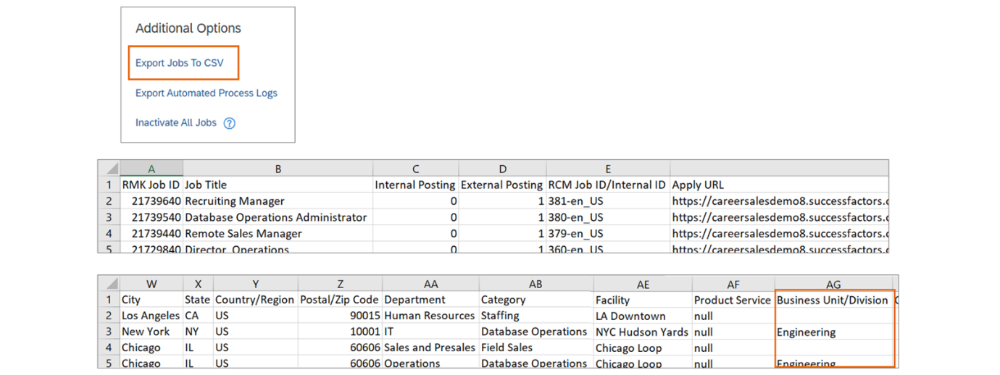 Additional Options
Export Jobs To CSV
Export Automated Process Logs
Inactivate All Jobs ?
A B C D E
1 RMK Job ID Job Title Internal Posting External Posting RCM Job ID/Internal ID Apply URL
2 21739640 Recruiting Manager 0 1 381-en_US https://careersalesdemo8.successfactors.c
3 21739540 Database Operations Administrator 0 1 380-en_US https://careersalesdemo8.successfactors.c
4 21739440 Remote Sales Manager 0 1 379-en_US https://careersalesdemo8.successfactors.c
5 21729840 Director, Operations 0 1 360-en_US https://careersalesdemo8.successfactors.c
W X Y Z AA AB AE AF AG
1 City State Country/Region Postal/Zip Code Department Category Facility Product Service Business Unit/Division
2 Los Angeles CA US 90015 Human Resources Staffing LA Downtown null
3 New York NY US 10001 IT Database Operations NYC Hudson Yards null Engineering
4 Chicago IL US 60606 Sales and Presales Field Sales Chicago Loop null
5 Chicago IL US 60606 Operations Database Operations Chicago Loop null Engineering